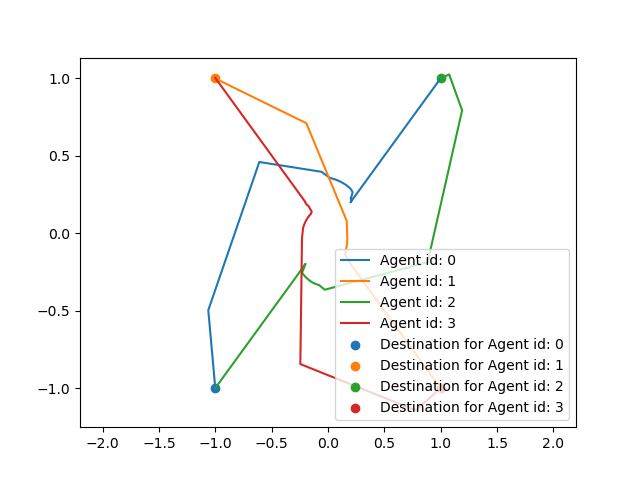 1.0
0.5
0.0
−0.5
−1.0
Agent id: 0
Agent id: 1
Agent id: 2
Agent id: 3
Destination for Agent id: 0
Destination for Agent id: 1
Destination for Agent id: 2
Destination for Agent id: 3
−2.0 −1.5 −1.0 −0.5 0.0 0.5 1.0 1.5 2.0